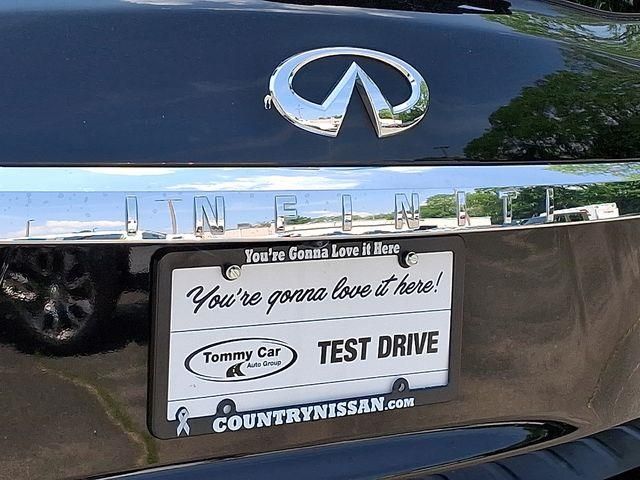 INFINITI
You're Gonna Love it Here
You're gonna love it here!
Tommy Car
Auto Group
TEST DRIVE
COUNTRYNISSAN.COM